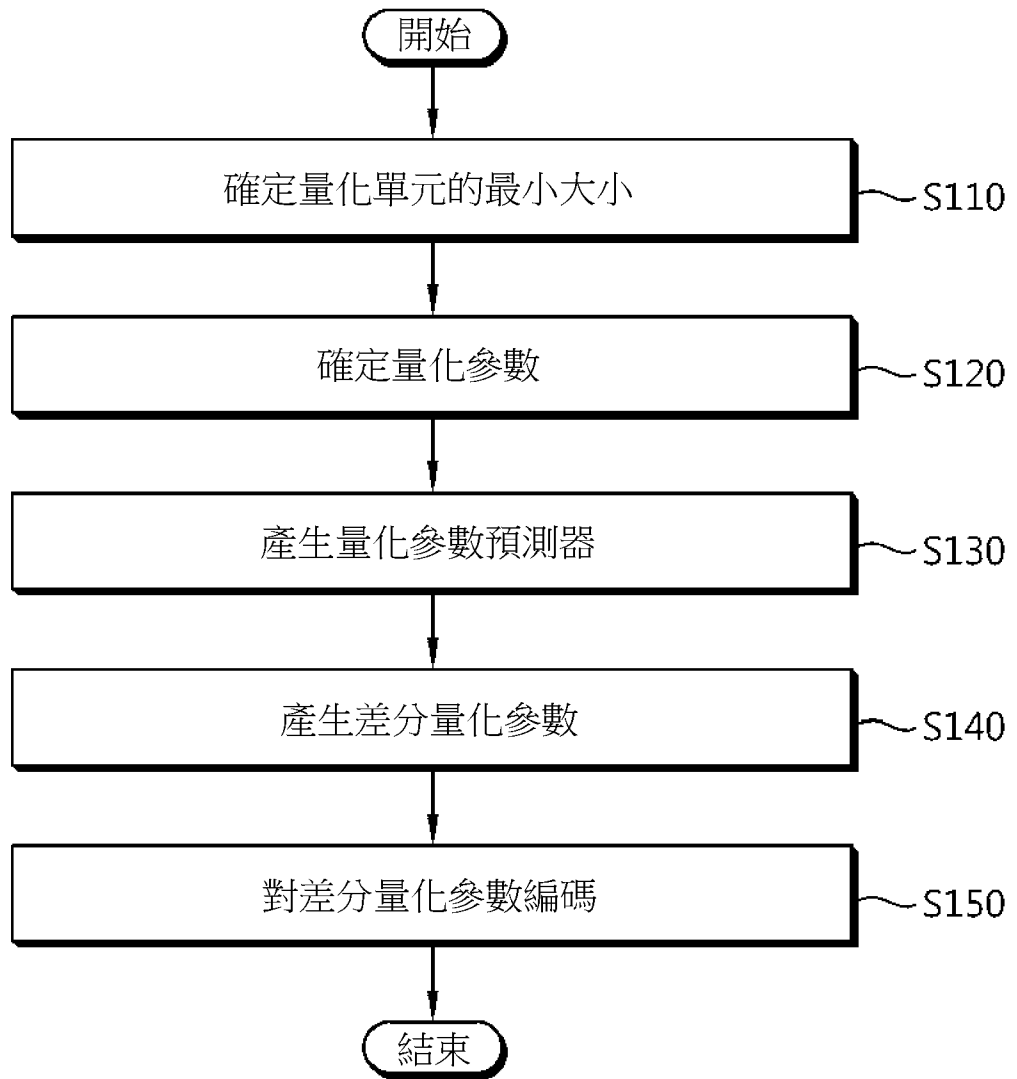 開始
確定量化單元的最小大小
S110
確定量化參數
S120
產生量化參數預測器
S130
產生差分量化參數
S140
對差分量化參數編碼
S150
結束